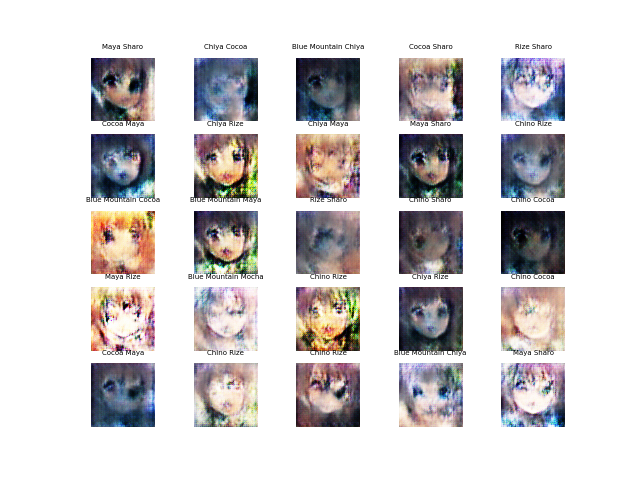 Maya Sharo
Chiya Cocoa
Blue Mountain Chiya
Cocoa Sharo
Rize Sharo
Cocoa Maya
Chiya Rize
Chiya Maya
Maya Sharo
Chino Rize
Blue Mountain Cocoa
Blue Mountain Maya
Rize Sharo
Chino Sharo
Chino Cocoa
Maya Rize
Blue Mountain Mocha
Chino Rize
Chiya Rize
Chino Cocoa
Cocoa Maya
Chino Rize
Chino Rize
Blue Mountain Chiya
Maya Sharo